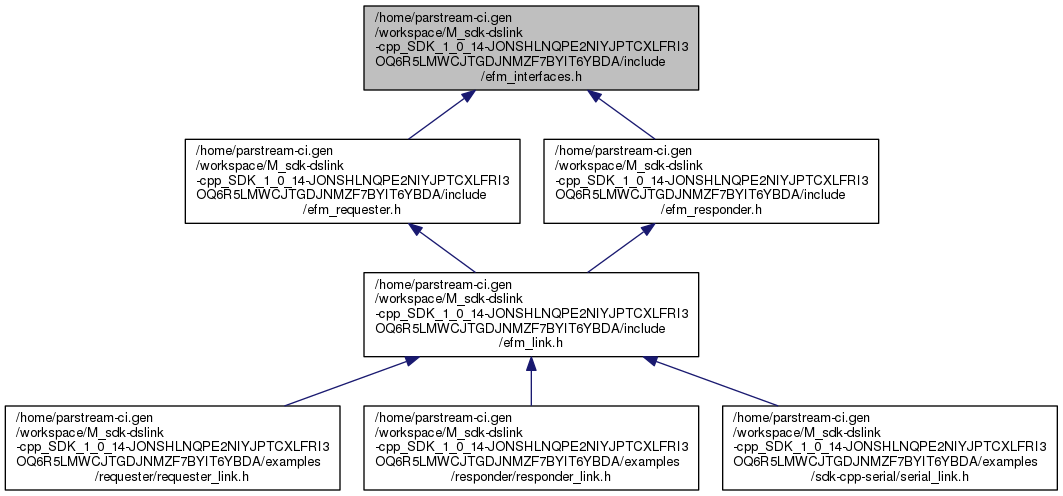 /home/parstream-ci.gen
/workspace/M_sdk-dslink
-cpp_SDK_1_0_14-JONSHLNQPE2NIYJPTCXLFRI3
OQ6R5LMWCJTGDJNMZF7BYIT6YBDA/include
/efm_interfaces.h
/home/parstream-ci.gen
/workspace/M_sdk-dslink
-cpp_SDK_1_0_14-JONSHLNQPE2NIYJPTCXLFRI3
OQ6R5LMWCJTGDJNMZF7BYIT6YBDA/include
/efm_requester.h
/home/parstream-ci.gen
/workspace/M_sdk-dslink
-cpp_SDK_1_0_14-JONSHLNQPE2NIYJPTCXLFRI3
OQ6R5LMWCJTGDJNMZF7BYIT6YBDA/include
/efm_responder.h
/home/parstream-ci.gen
/workspace/M_sdk-dslink
-cpp_SDK_1_0_14-JONSHLNQPE2NIYJPTCXLFRI3
OQ6R5LMWCJTGDJNMZF7BYIT6YBDA/include
/efm_link.h
/home/parstream-ci.gen
/workspace/M_sdk-dslink
-cpp_SDK_1_0_14-JONSHLNQPE2NIYJPTCXLFRI3
OQ6R5LMWCJTGDJNMZF7BYIT6YBDA/examples
/requester/requester_link.h
/home/parstream-ci.gen
/workspace/M_sdk-dslink
-cpp_SDK_1_0_14-JONSHLNQPE2NIYJPTCXLFRI3
OQ6R5LMWCJTGDJNMZF7BYIT6YBDA/examples
/responder/responder_link.h
/home/parstream-ci.gen
/workspace/M_sdk-dslink
-cpp_SDK_1_0_14-JONSHLNQPE2NIYJPTCXLFRI3
OQ6R5LMWCJTGDJNMZF7BYIT6YBDA/examples
/sdk-cpp-serial/serial_link.h